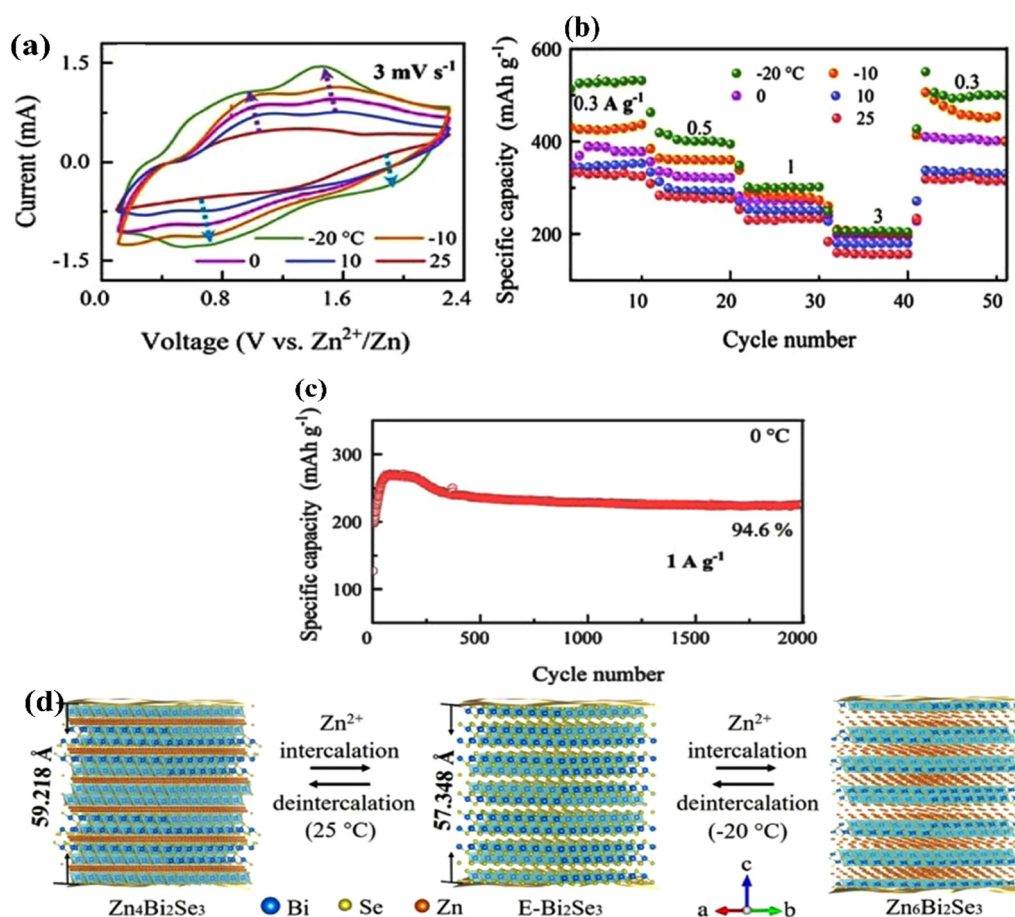 (a)
1.5
0.0
-1.5
Current (mA)
3 mV s-1
-20 °C -10
0 10 25
0.0 0.8 1.6 2.4
Voltage (V vs. Zn2+/Zn)
(b)
600
400
200
Specific capacity (mAh g-1)
-20 °C -10
0 10
25
0.3 A g-1
0.5
1
3
0.3
10 20 30 40 50
Cycle number
(c)
300
200
100
Specific capacity (mAh g-1)
0 °C
94.6 %
1 A g-1
0 500 1000 1500 2000
Cycle number
(d)
59.218 Å
Zn2+
intercalation
deintercalation
(25 °C)
57.348 Å
Zn2+
intercalation
deintercalation
(-20 °C)
c
a b
Zn4Bi2Se3 Bi Se Zn E-Bi2Se3 Zn6Bi2Se3